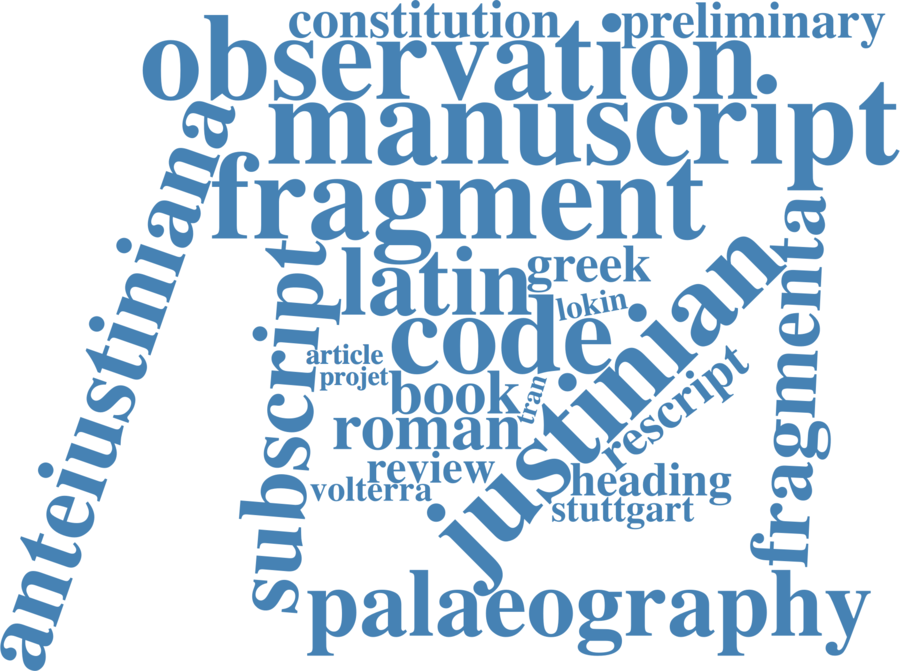 constitution preliminary
observation
manuscript
anteiustiniana
fragment
fragmenta
subscript
latin
greek
lokin
code
justinian
article
projet
book
tran
roman
rescript
review
heading
volterra
stuttgart
palaeography